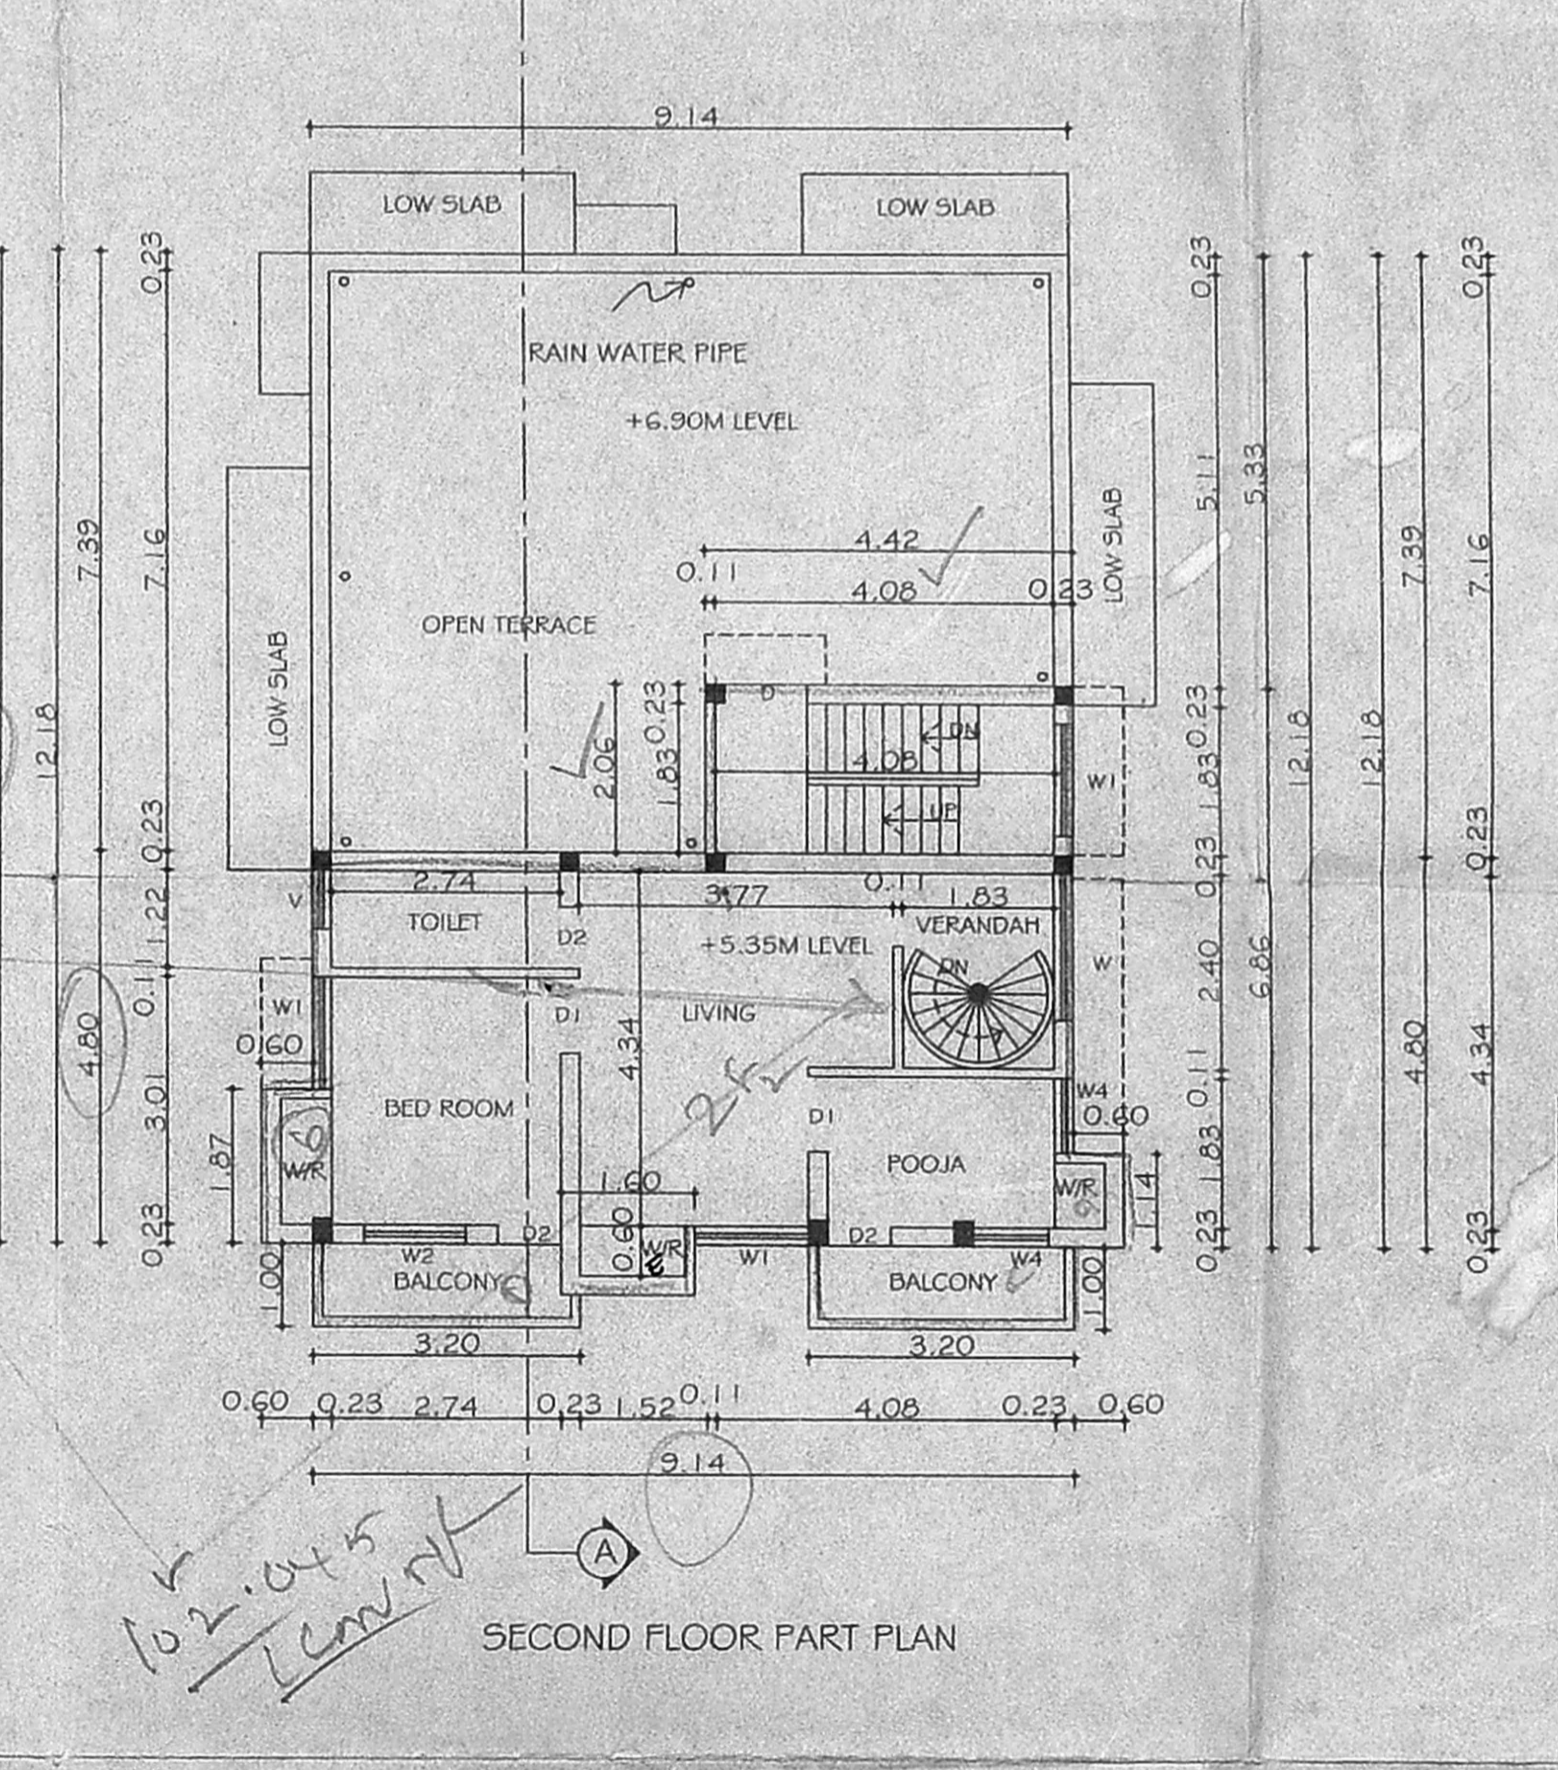 9.14
LOW SLAB
LOW SLAB
0.23
0.23
0.23
RAIN WATER PIPE
+6.90M LEVEL
5.11
5.33
7.39
7.16
7.39
7.16
4.42
0.11
4.08
0.23
LOW SLAB
OPEN TERRACE
LOW SLAB
12.18
2.06
0.23
1.83
D
DN
4.08
UP
W1
0.23
1.83
12.18
12.18
0.23
0.23
0.23
2.74
3.77
0.11
1.83
V
TOILET
D2
+5.35M LEVEL
VERANDAH
DN
W
1.22
2.40
6.86
W1
D1
LIVING
0.60
0.11
4.80
4.34
4.80
4.34
3.01
BED ROOM
D1
W4
0.60
0.11
1.87
W/R
POOJA
W/R
1.14
1.83
1.60
0.60
W/R
0.23
D2
W2
W1
D2
W4
0.23
0.23
1.00
BALCONY
BALCONY
1.00
3.20
3.20
0.60 0.23 2.74 0.23 1.52 0.11 4.08 0.23 0.60
9.14
A
102.045
SECOND FLOOR PART PLAN